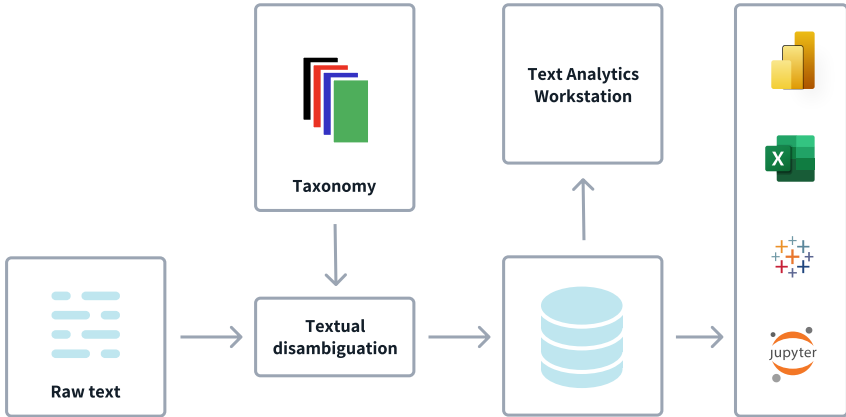 Taxonomy
Text Analytics
Workstation
X
Raw text
Textual
disambiguation
jupyter